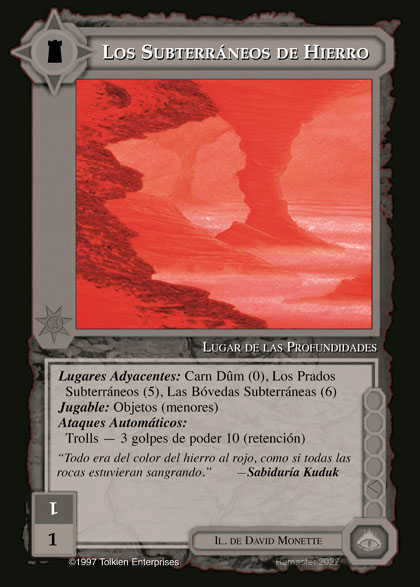 Los Subterráneos de Hierro
Lugar de las Profundidades
Lugares Adyacentes: Carn Dûm (0), Los Prados
Subterráneos (5), Las Bóvedas Subterráneas (6)
Jugable: Objetos (menores)
Ataques Automáticos:
Trolls — 3 golpes de poder 10 (retención)
“Todo era del color del hierro al rojo, como si todas las
rocas estuvieran sangrando.” —Sabiduría Kuduk
1
1
Il. de David Monette
©1997 Tolkien Enterprises